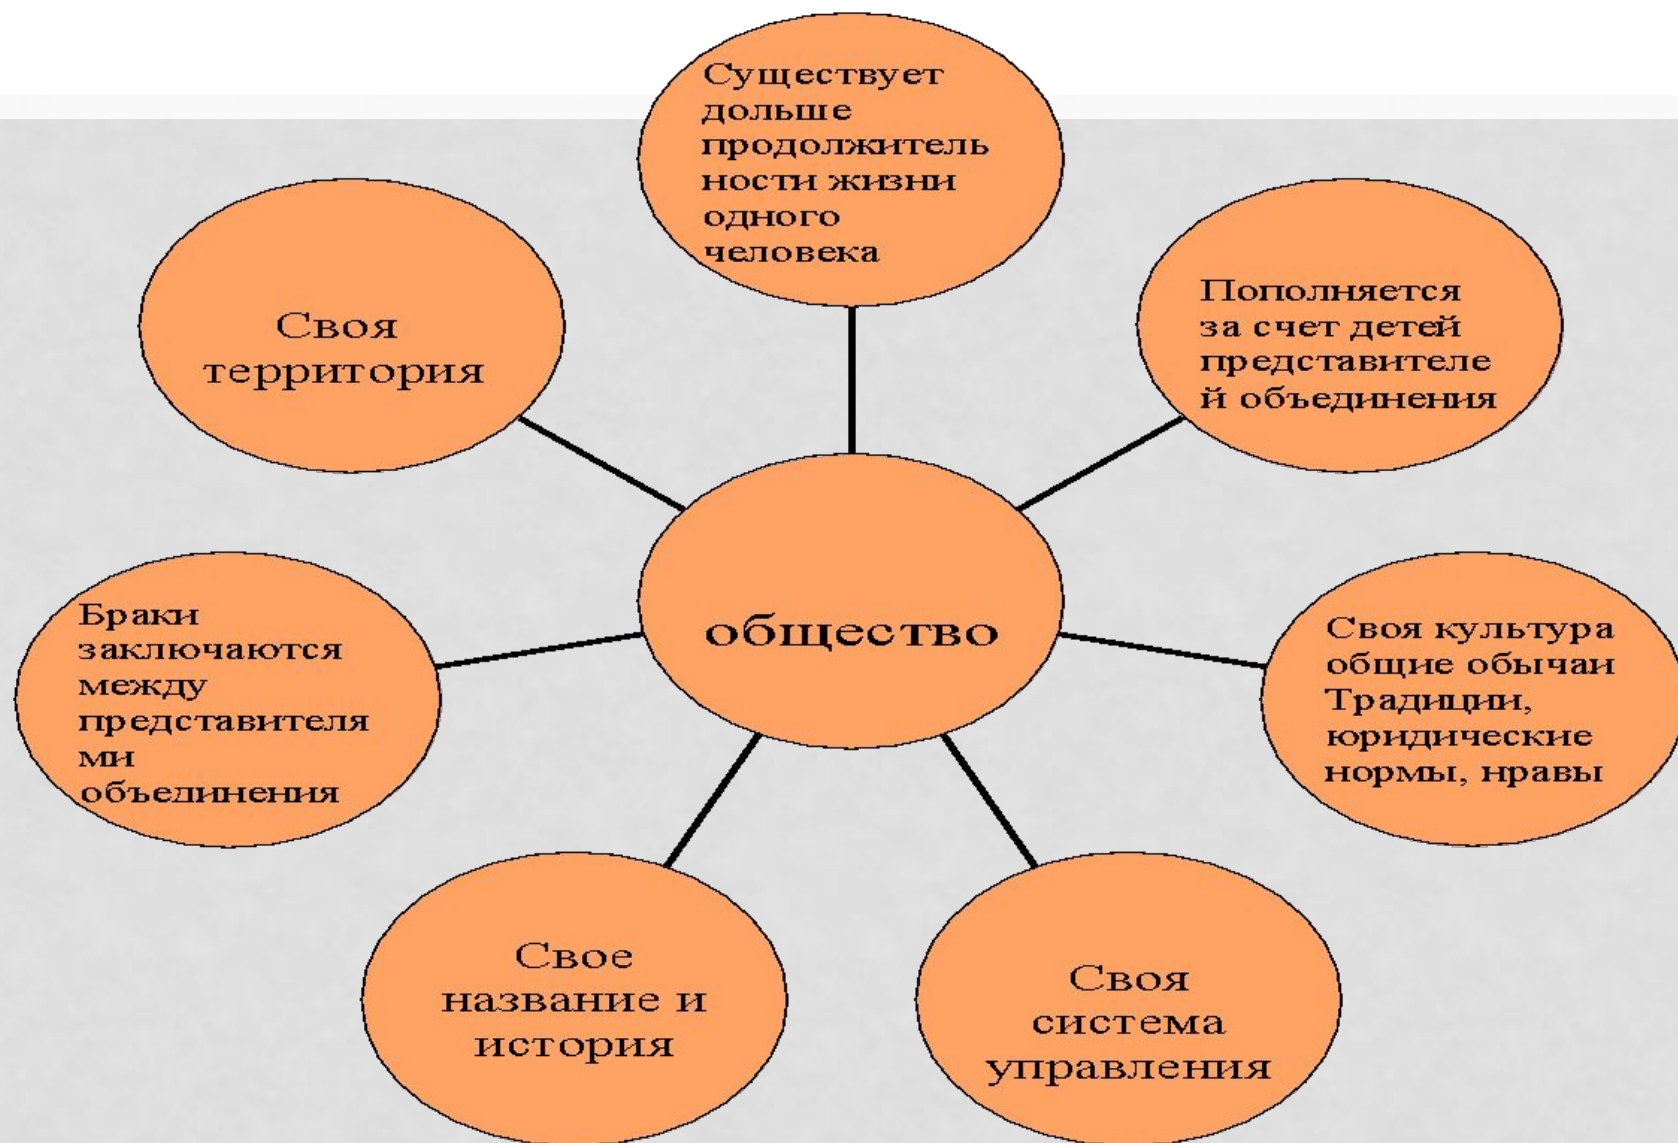 Существует
дольше
продолжитель
ности жизни
одного
человека
Своя
территория
Пополняется
за счет детей
представителе
й объединения
общество
Браки
заключаются
между
представителя
ми
объединения
Своя культура
общие обычаи
Традиции,
юридические
нормы, нравы
Свое
название и
история
Своя
система
управления